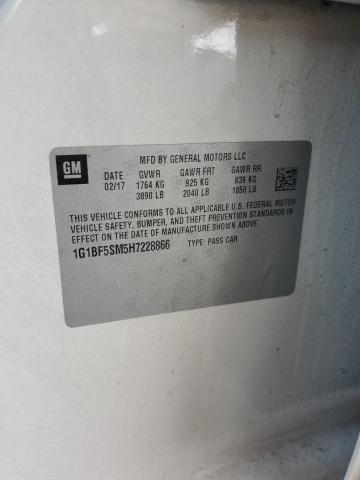 GM
MFD BY GENERAL MOTORS LLC
DATE GVWR GAWR FRT GAWR RR
02/17 1764 KG 925 KG 839 KG
3890 LB 2040 LB 1850 LB
THIS VEHICLE CONFORMS TO ALL APPLICABLE U.S. FEDERAL MOTOR
VEHICLE SAFETY, BUMPER, AND THEFT PREVENTION STANDARDS IN
EFFECT ON THE DATE OF MANUFACTURE SHOWN ABOVE.
1G1BF5SM5H7228866 TYPE: PASS CAR